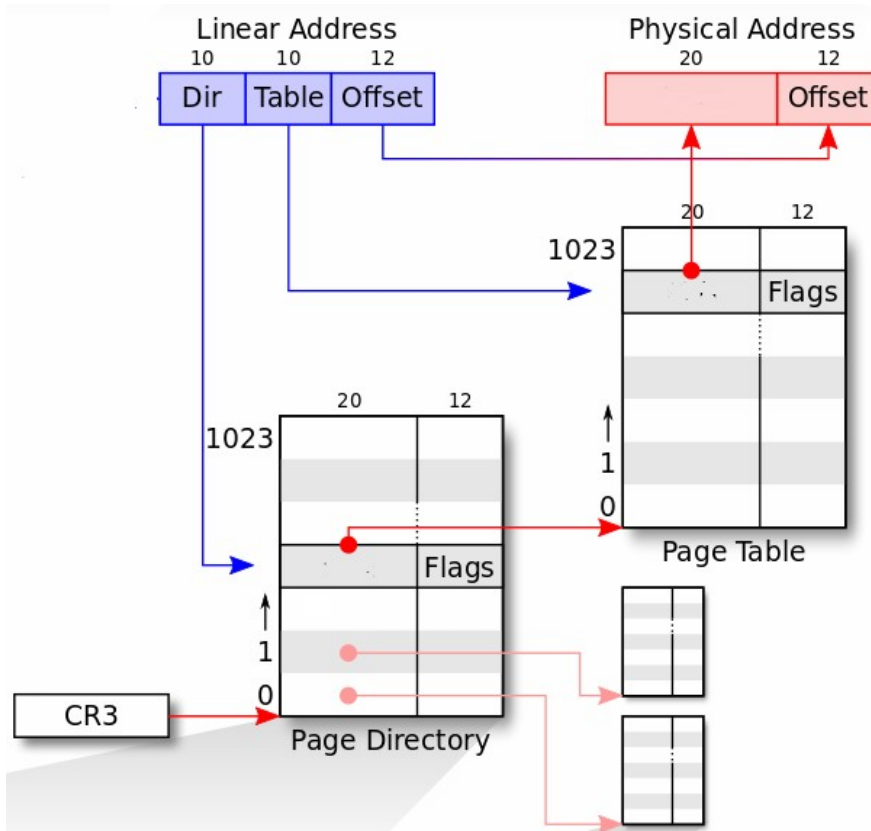 Linear Address
10 10 12
Dir Table Offset
Physical Address
20 12
Offset
20 12
1023
Flags
1
0
Page Table
20 12
1023
Flags
1
0
Page Directory
CR3